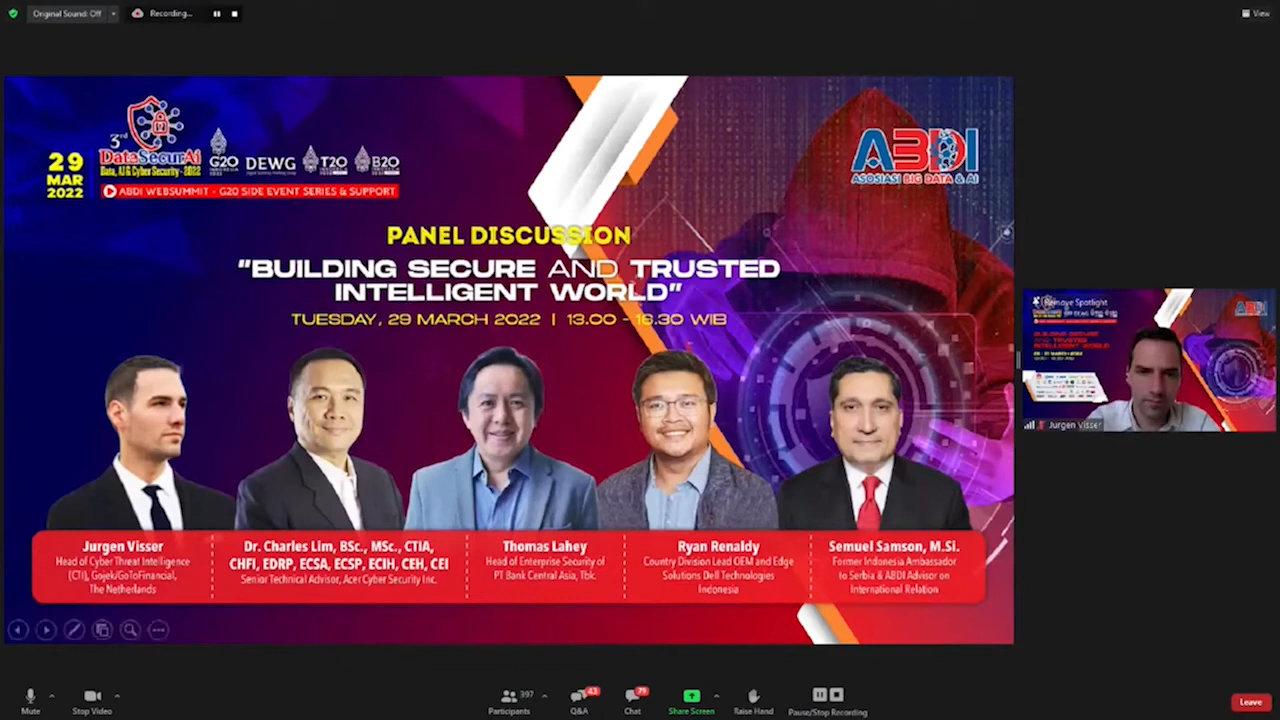 Original Sound: Off
Recording...
View
29
MAR
2022
3rd
DataSecurAi
Data, AI & Cyber Security - 2022
G20
DEWG
T20
B20
ABDI WEBSUMMIT - G20 SIDE EVENT SERIES & SUPPORT
ABDI
ASOSIASI BIG DATA & AI
PANEL DISCUSSION
"BUILDING SECURE AND TRUSTED
INTELLIGENT WORLD"
TUESDAY, 29 MARCH 2022 | 13.00 - 16.30 WIB
Jurgen Visser
Head of Cyber Threat Intelligence
(CTI), Gojek/GoToFinancial,
The Netherlands
Dr. Charles Lim, BSc., MSc., CTIA,
CHFI, EDRP, ECSA, ECSP, ECIH, CEH, CEI
Senior Technical Advisor, Acer Cyber Security Inc.
Thomas Lahey
Head of Enterprise Security of
PT Bank Central Asia, Tbk.
Ryan Renaldy
Country Division Lead OEM and Edge
Solutions Dell Technologies
Indonesia
Semuel Samson, M.Si.
Former Indonesia Ambassador
to Serbia & ABDI Advisor on
International Relation
Remove Spotlight
ABDI
BUILDING SECURE
AND TRUSTED
INTELLIGENT WORLD
Jurgen Visser
Mute
Stop Video
397
Participants
43
Q&A
79
Chat
Share Screen
Raise Hand
Pause/Stop Recording
Leave